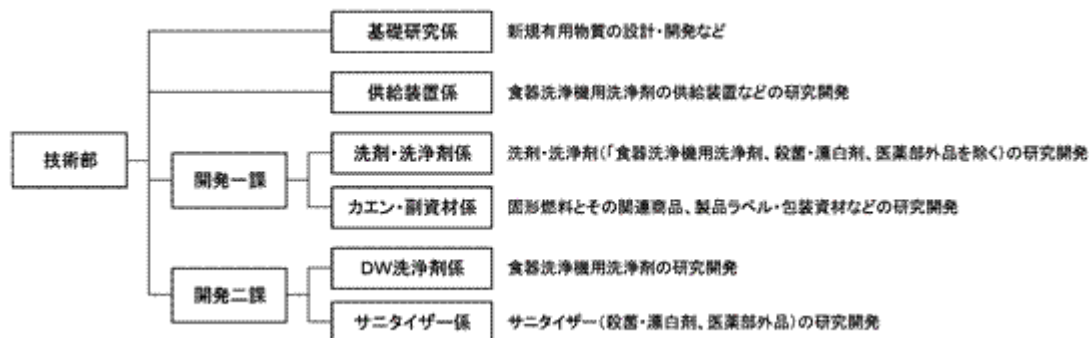 技術部
基礎研究係 新規有用物質の設計・開発など
供給装置係 食器洗浄機用洗浄剤の供給装置などの研究開発
開発一課
洗剤・洗浄剤係 洗剤・洗浄剤(「食器洗浄機用洗浄剤、殺菌・漂白剤、医薬部外品を除く)の研究開発
カエン・副資材係 固形燃料とその関連商品、製品ラベル・包装資材などの研究開発
開発二課
DW洗浄剤係 食器洗浄機用洗浄剤の研究開発
サニタイザー係 サニタイザー(殺菌・漂白剤、医薬部外品)の研究開発